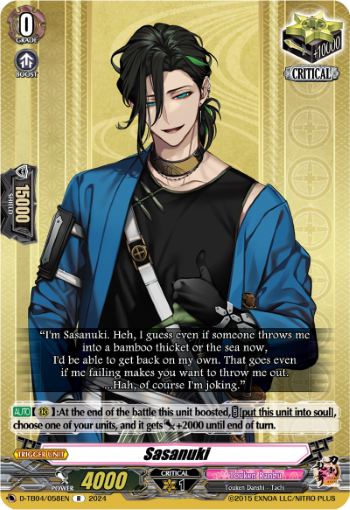 0
GRADE
+10000
BOOST
CRITICAL
15000
SHIELD
“I'm Sasanuki. Heh, I guess even if someone throws me
into a bamboo thicket or the sea now,
I'd be able to get back on my own. That goes even
if me failing makes you want to throw me out.
...Hah, of course I'm joking.”
AUTO 1:At the end of the battle this unit boosted, [put this unit into soul],
choose one of your units, and it gets +2000 until end of turn.
TRIGGER UNIT
Sasanuki
POWER 4000
CRITICAL
1
Touken Ranbu
Touken Danshi - Tachi
D-TB04/058EN R 2024
©2015 EXNOA LLC/NITRO PLUS